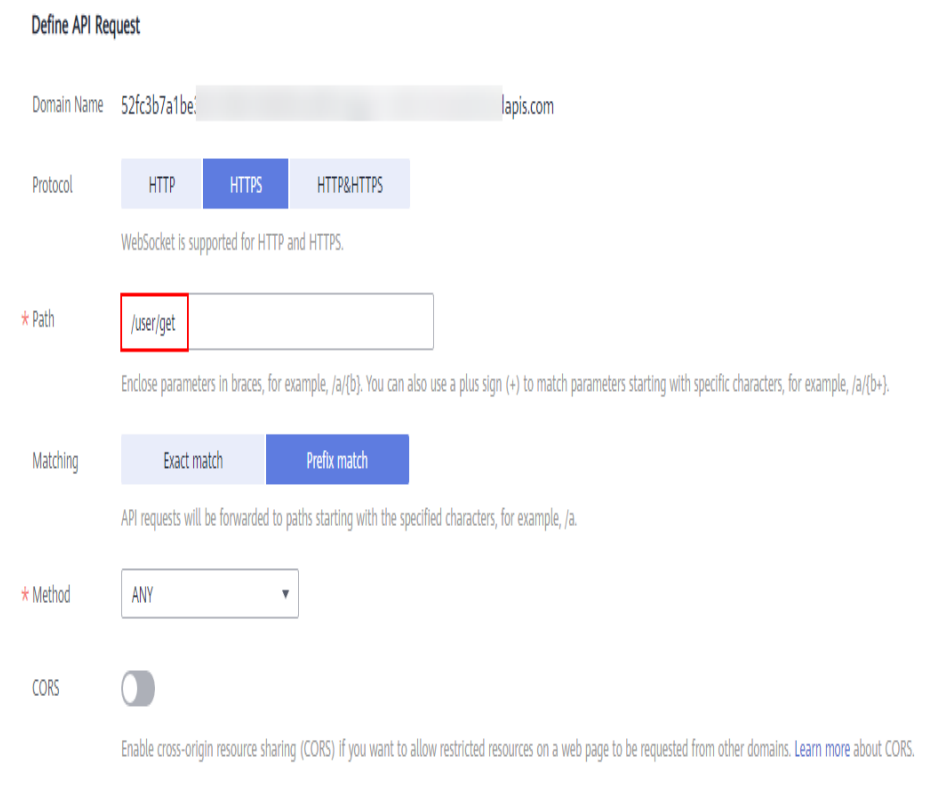 Define API Request
Domain Name 52fc3b7a1be lapis.com
Protocol HTTP HTTPS HTTP&HTTPS
WebSocket is supported for HTTP and HTTPS.
* Path /user/get
Enclose parameters in braces, for example, /a/{b}. You can also use a plus sign (+) to match parameters starting with specific characters, for example, /a/{b+}.
Matching Exact match Prefix match
API requests will be forwarded to paths starting with the specified characters, for example, /a.
* Method ANY
CORS
Enable cross-origin resource sharing (CORS) if you want to allow restricted resources on a web page to be requested from other domains. Learn more about CORS.